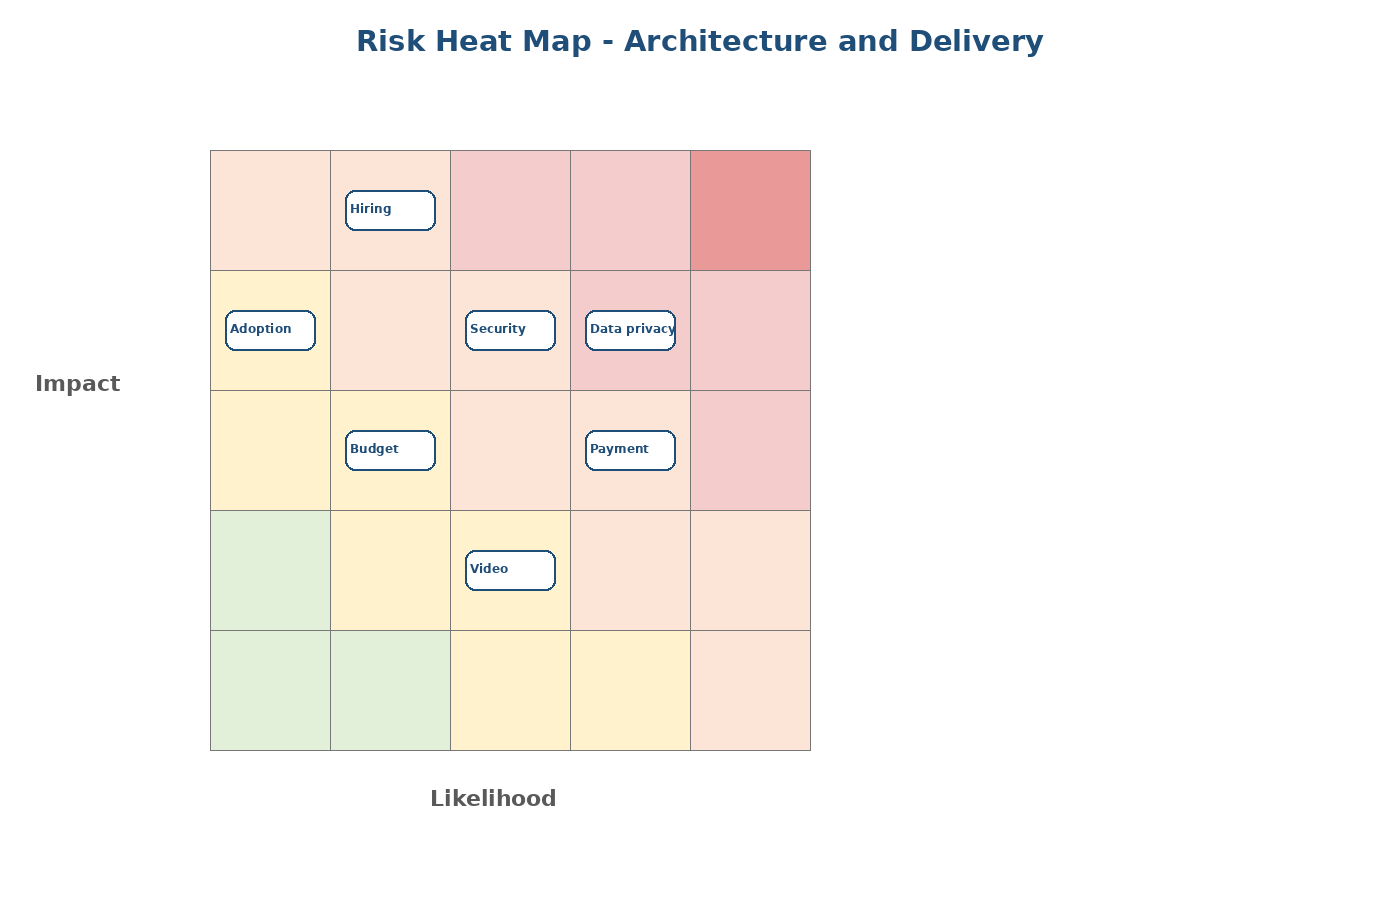 Risk Heat Map - Architecture and Delivery
Hiring
Adoption
Security
Data privacy
Impact
Budget
Payment
Video
Likelihood